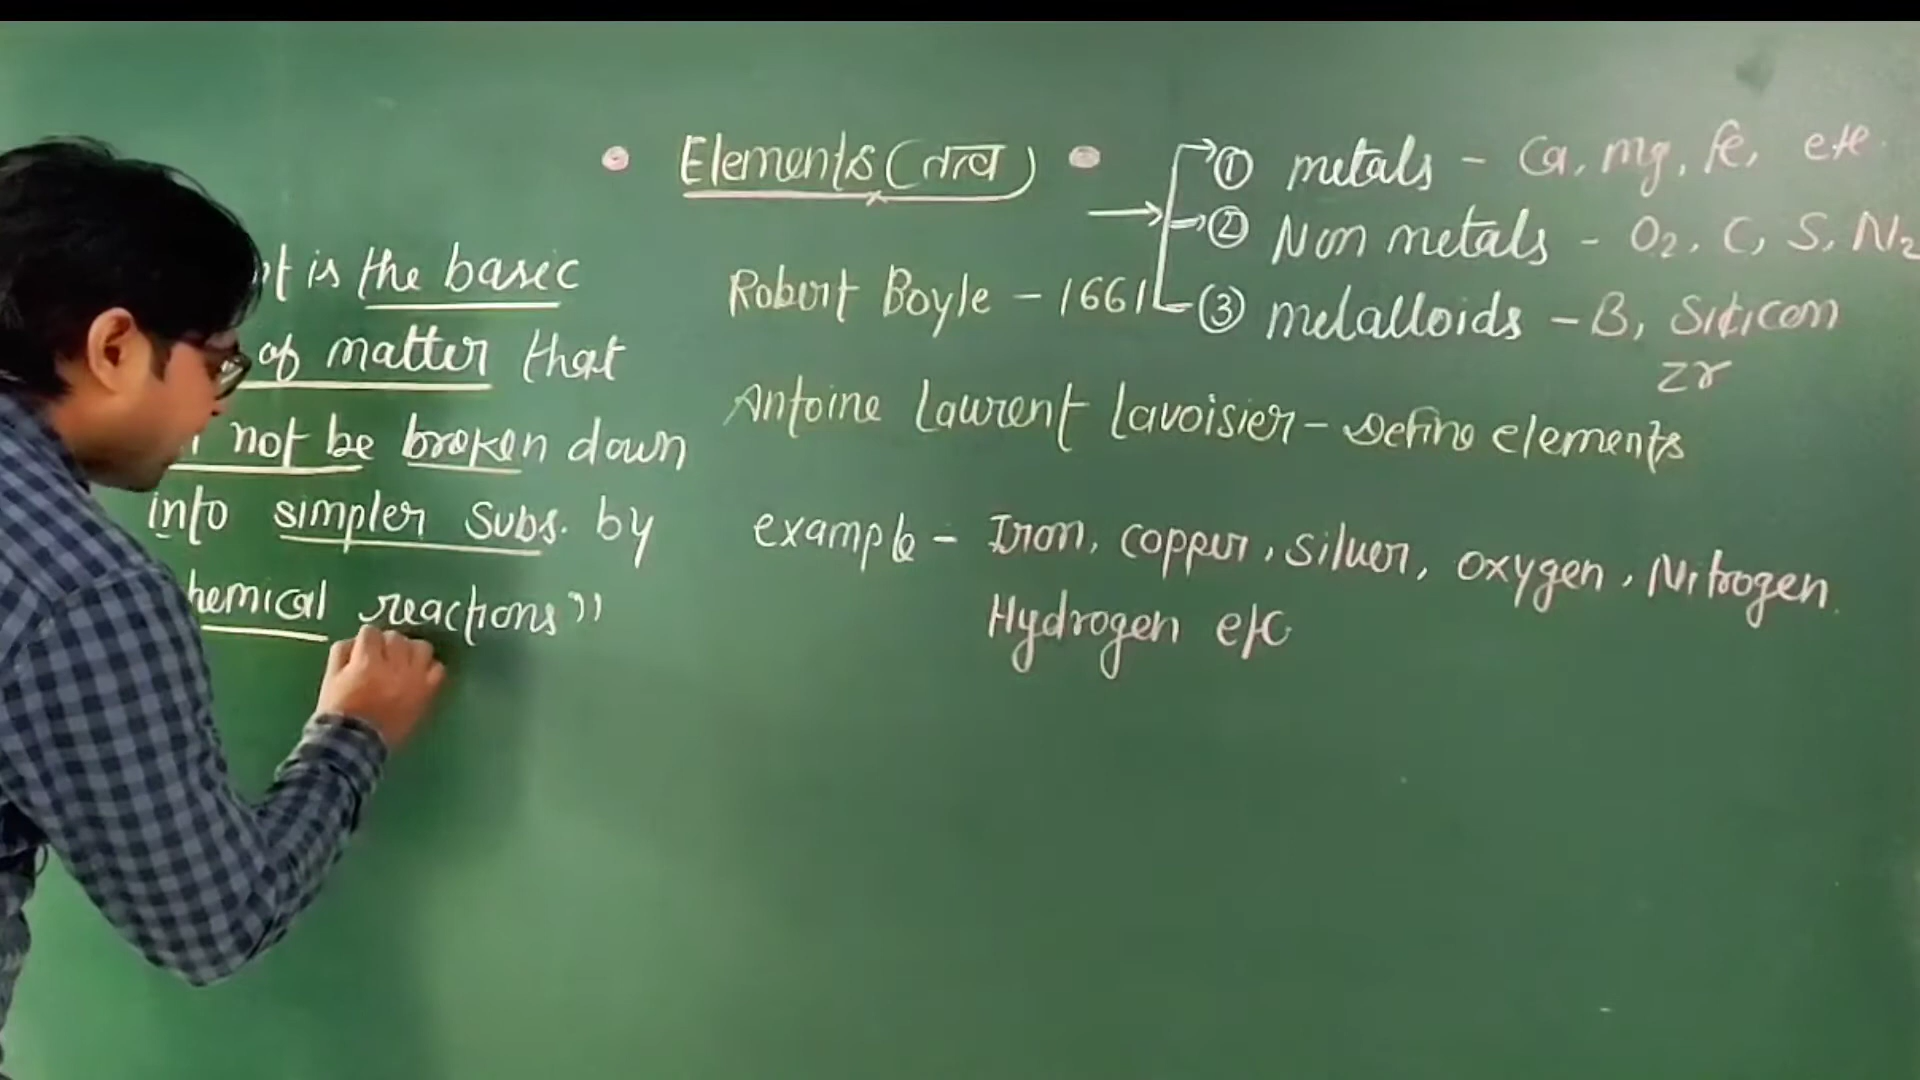 Elements (तत्व)
is the basic
of matter that
not be broken down
into simpler subs. by
hemical reactions"
Robert Boyle - 1661
Antoine Laurent Lavoisier - Define elements
example - Iron, copper, silver, oxygen, Nitrogen.
Hydrogen etc
① metals - Ca, mg, fe, etc.
② Non metals - O₂, C, S, N₂
③ metalloids - B, Silicon
Zr